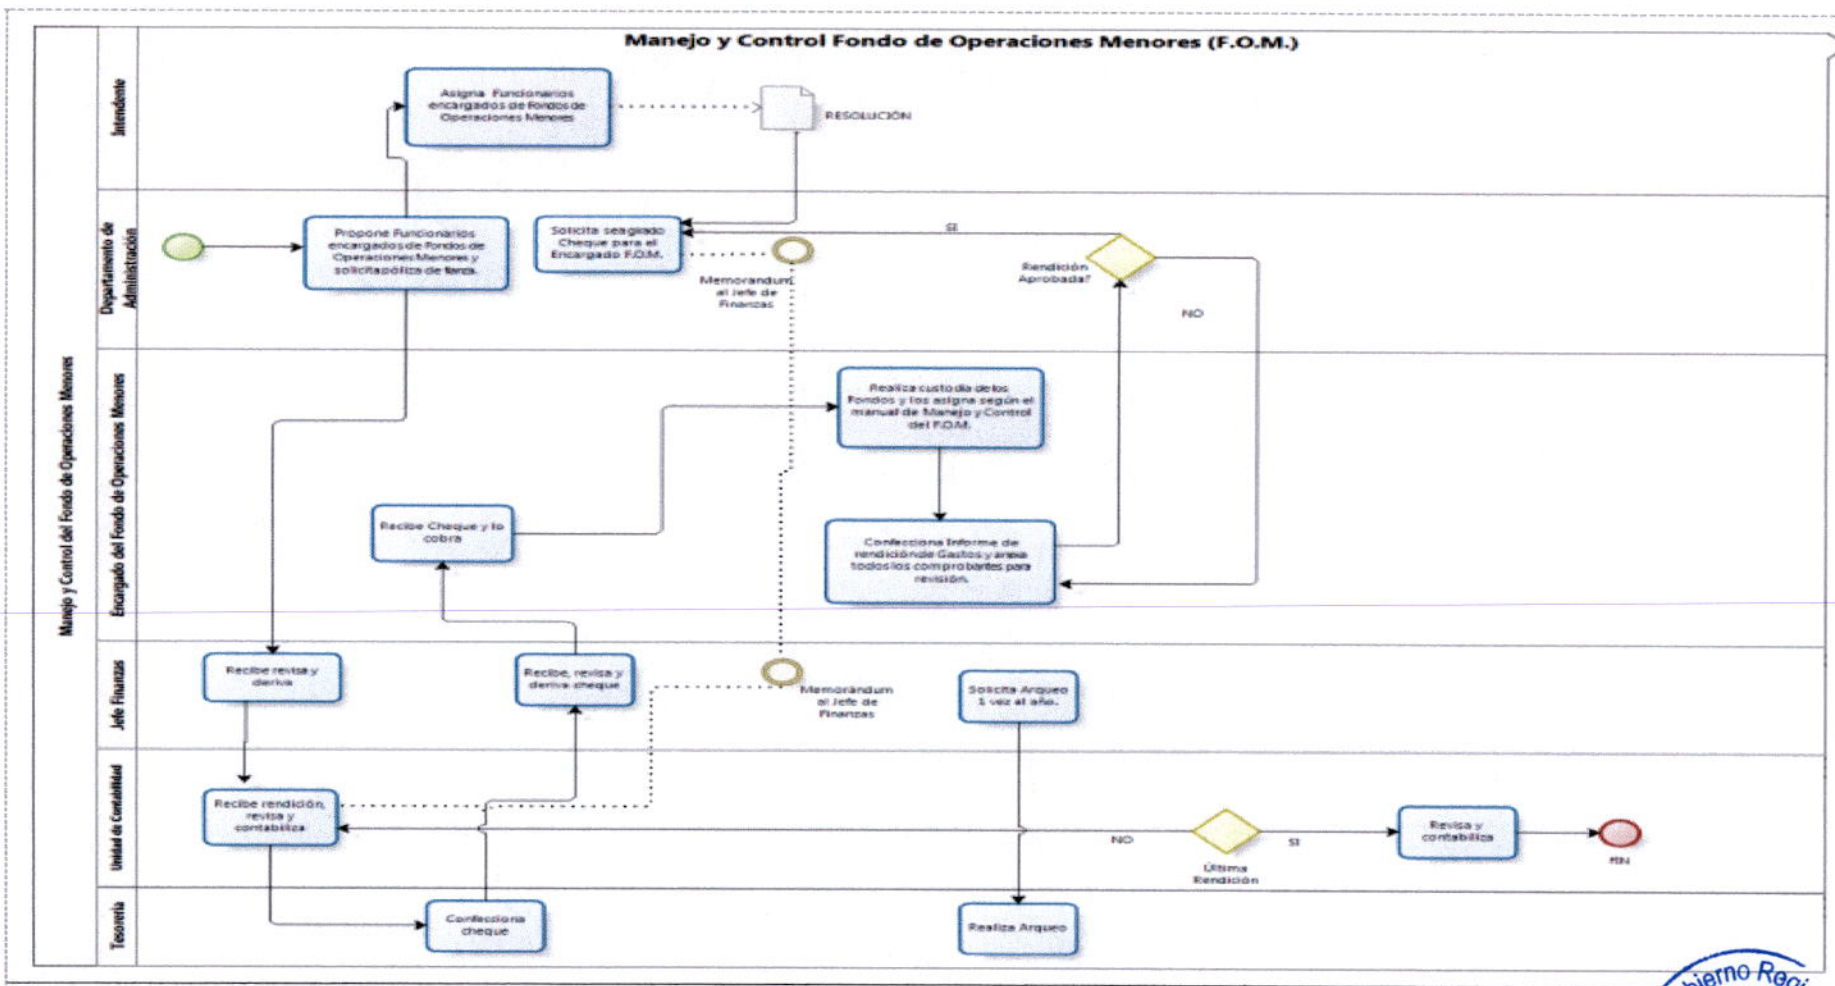 Manejo y Control Fondo de Operaciones Menores (F.O.M.)
Manejo y Control del Fondo de Operaciones Menores
Intendente
Asigna Funcionarios
encargados de Fondos de
Operaciones Menores
RESOLUCIÓN
Departamento de
Administración
Propone Funcionarios
encargados de Fondos de
Operaciones Menores y
solicita póliza de fianza.
Solicita sea girado
Cheque para el
Encargado F.O.M.
Memorandum
al Jefe de
Finanzas
SI
Rendición
Aprobada?
NO
Encargado del Fondo de Operaciones Menores
Realiza custodia de los
Fondos y los asigna según el
manual de Manejo y Control
del F.O.M.
Recibe Cheque y lo
cobra
Confecciona Informe de
rendición de Gastos y anexa
todos los comprobantes para
revisión.
Jefe Finanzas
Recibe revisa y
deriva
Recibe, revisa y
deriva cheque
Memorándum
al Jefe de
Finanzas
Solicita Arqueo
1 vez al año.
Unidad de Contabilidad
Recibe rendición,
revisa y
contabiliza
NO
Última
Rendición
SI
Revisa y
contabiliza
FIN
Tesorería
Confecciona
cheque
Realiza Arqueo